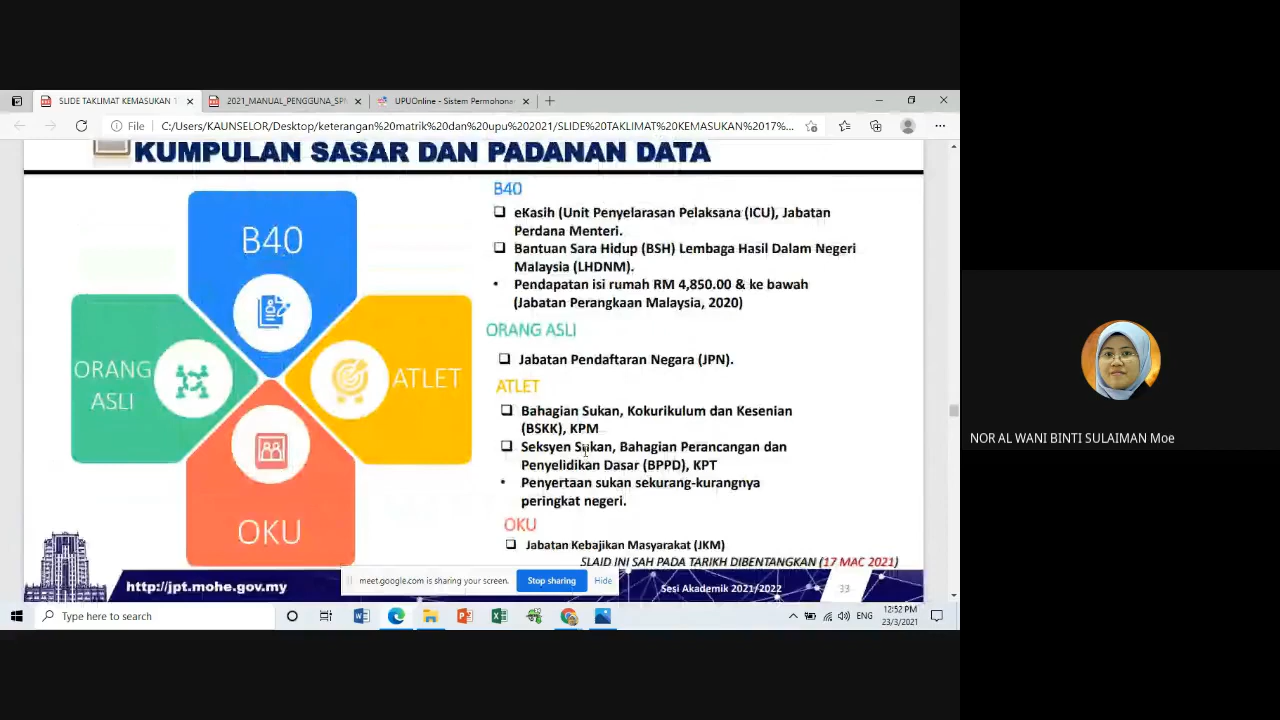 SLIDE TAKLIMAT KEMASUKAN 1
2021_MANUAL_PENGGUNA_SPM
UPUOnline - Sistem Permohonan
File
C:/Users/KAUNSELOR/Desktop/keterangan%20matrik%20dan%20upu%202021/SLIDE%20TAKLIMAT%20KEMASUKAN%2017%...
KUMPULAN SASAR DAN PADANAN DATA
B40
ORANG
ASLI
ATLET
OKU
B40
eKasih (Unit Penyelarasan Pelaksana (ICU), Jabatan
Perdana Menteri.
Bantuan Sara Hidup (BSH) Lembaga Hasil Dalam Negeri
Malaysia (LHDNM).
• Pendapatan isi rumah RM 4,850.00 & ke bawah
(Jabatan Perangkaan Malaysia, 2020)
ORANG ASLI
Jabatan Pendaftaran Negara (JPN).
ATLET
Bahagian Sukan, Kokurikulum dan Kesenian
(BSKK), KPM
Seksyen Sukan, Bahagian Perancangan dan
Penyelidikan Dasar (BPPD), KPT
• Penyertaan sukan sekurang-kurangnya
peringkat negeri.
OKU
Jabatan Kebajikan Masyarakat (JKM)
SLAID INI SAH PADA TARIKH DIBENTANGKAN (17 MAC 2021)
http://jpt.mohe.gov.my
meet.google.com is sharing your screen.
Stop sharing
Hide
Sesi Akademik 2021/2022
33
Type here to search
ENG
12:52 PM
23/3/2021
NOR AL WANI BINTI SULAIMAN Moe